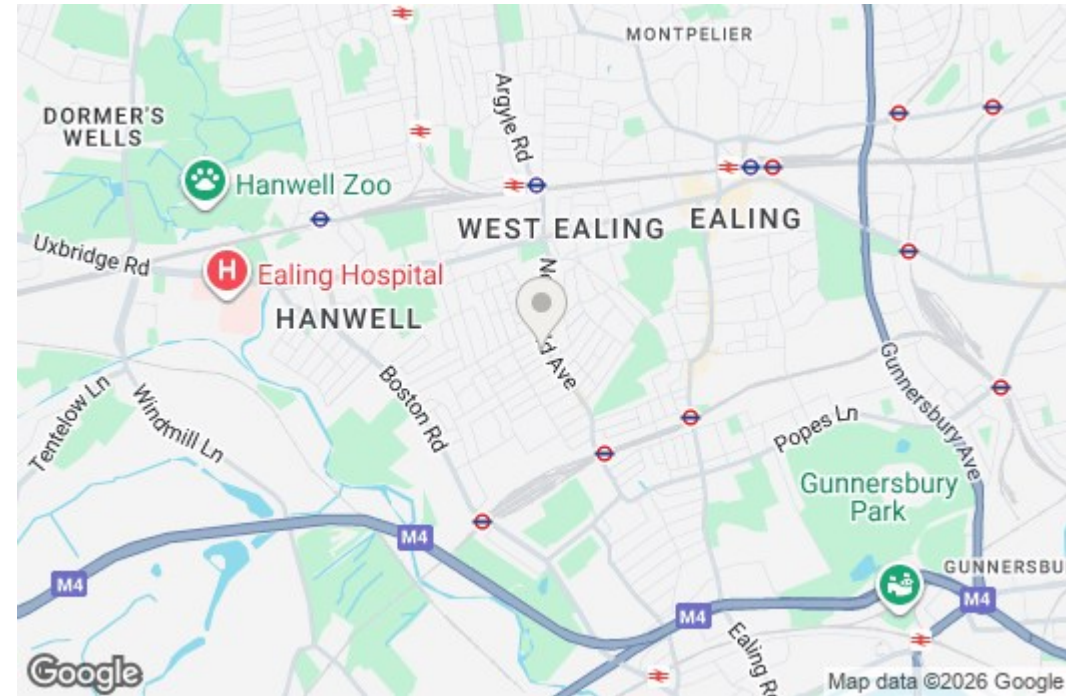 MONTPELIER
DORMER'S
WELLS
Argyle Rd
Hanwell Zoo
WEST EALING
EALING
Uxbridge Rd
H
Ealing Hospital
HANWELL
Boston Rd
Gunnersbury Ave
Tentelow Ln
Windmill Ln
Popes Ln
Gunnersbury
Park
M4
M4
GUNNERSBU
M4
M4
Ealing Rd
Google
Map data ©2026 Google